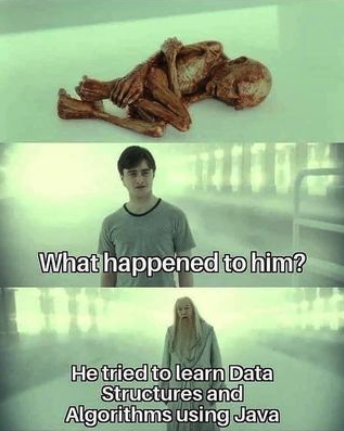 What happened to him?
He tried to learn Data
Structures and
Algorithms using Java